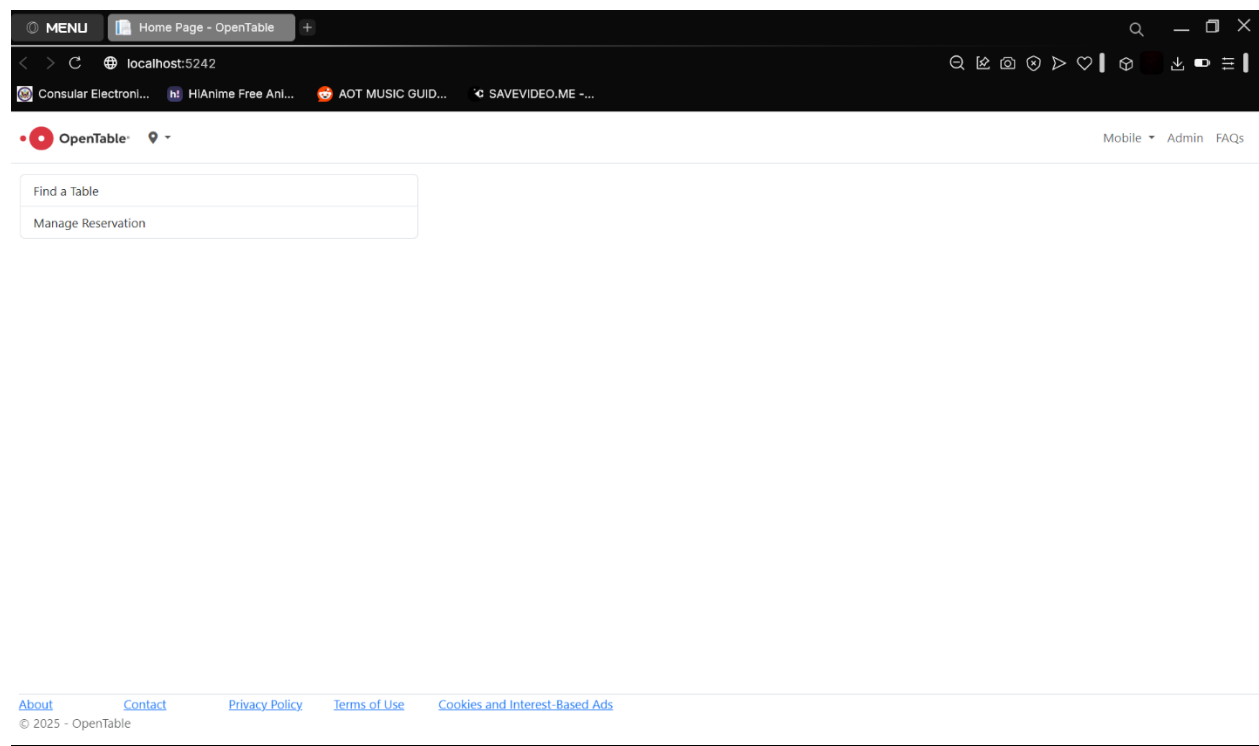 MENU Home Page - OpenTable
localhost:5242
Consular Electroni... h! HiAnime Free Ani... AOT MUSIC GUID... SAVEVIDEO.ME -...
OpenTable Mobile Admin FAQs
Find a Table
Manage Reservation
About Contact Privacy Policy Terms of Use Cookies and Interest-Based Ads
© 2025 - OpenTable